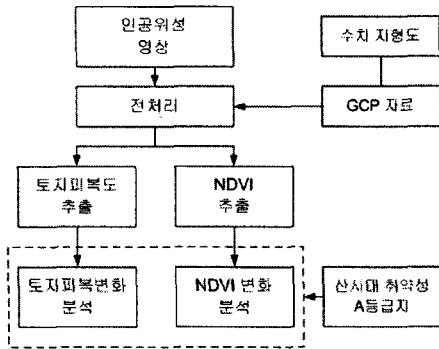 인공위성
영상
수치 지형도
전처리
GCP 자료
토지피복도
추출
NDVI
추출
토지피복변화
분석
NDVI 변화
분석
산사태 취약성
A등급지